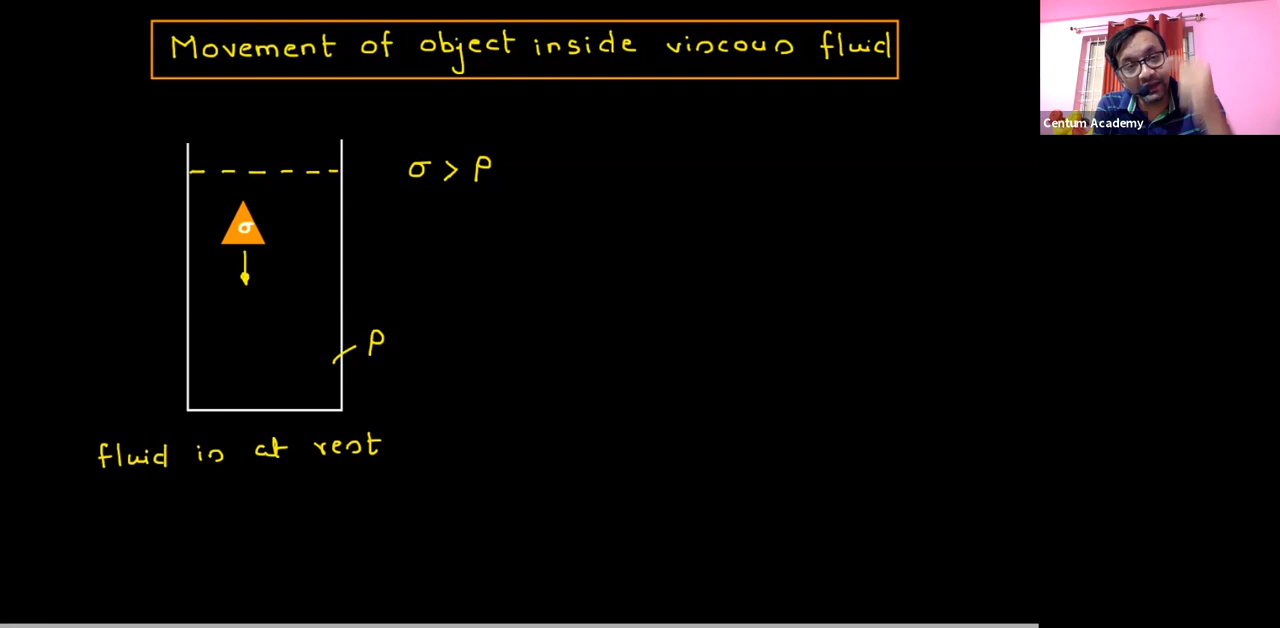 Movement of object inside viscous fluid
Centum Academy
σ > ρ
σ
ρ
fluid is at rest